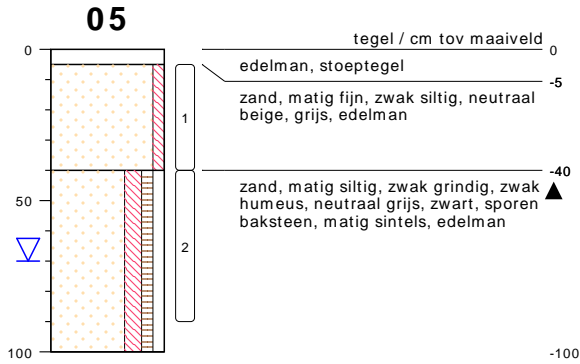 05
tegel / cm tov maaiveld
0
0
edelman, stoeptegel
-5
zand, matig fijn, zwak siltig, neutraal
beige, grijs, edelman
1
-40
zand, matig siltig, zwak grindig, zwak
humeus, neutraal grijs, zwart, sporen
baksteen, matig sintels, edelman
50
2
100
-100